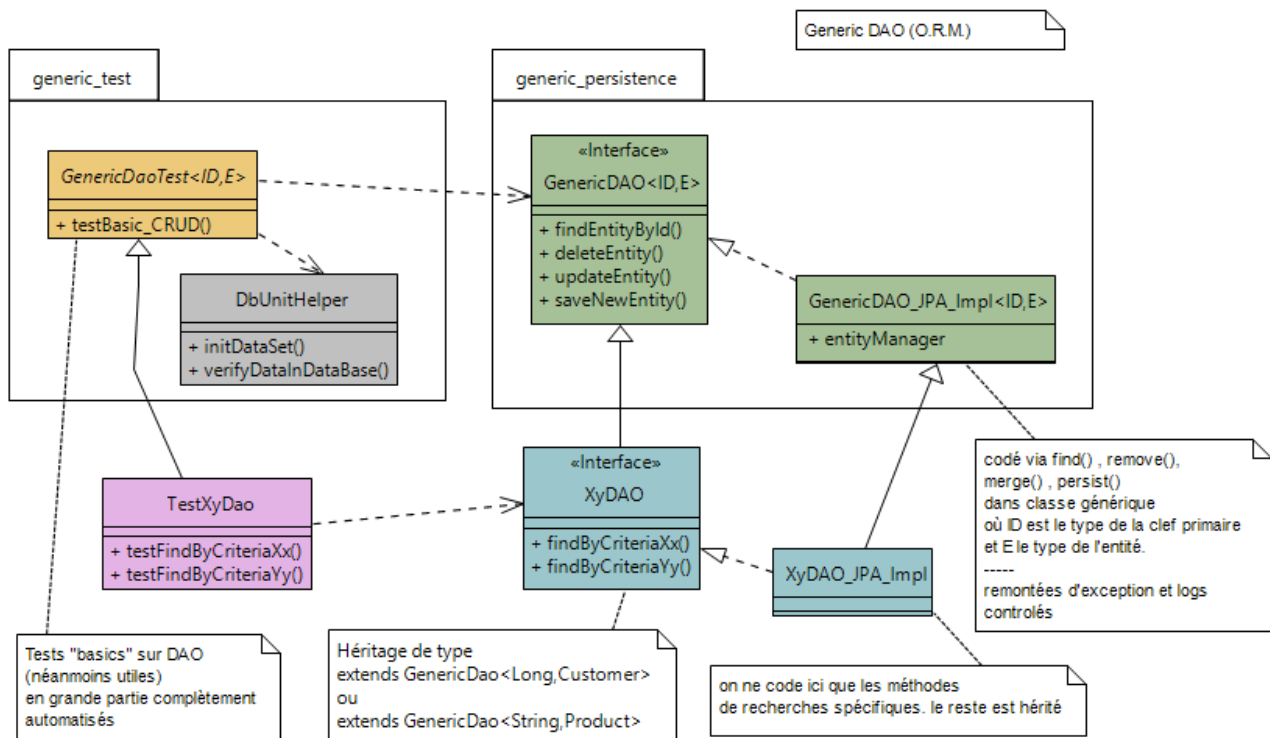 Generic DAO (O.R.M.)
generic_test
generic_persistence
GenericDaoTest<ID,E>
+ testBasic_CRUD()
«Interface»
GenericDAO<ID,E>
+ findEntityById()
+ deleteEntity()
+ updateEntity()
+ saveNewEntity()
DbUnitHelper
+ initDataSet()
+ verifyDataInDataBase()
GenericDAO_JPA_Impl<ID,E>
+ entityManager
TestXyDao
+ testFindByCriteriaXx()
+ testFindByCriteriaYy()
«Interface»
XyDAO
+ findByCriteriaXx()
+ findByCriteriaYy()
XyDAO_JPA_Impl
codé via find() , remove(),
merge() , persist()
dans classe générique
où ID est le type de la clef primaire
et E le type de l'entité.
-----
remontées d'exception et logs
controlés
Tests "basics" sur DAO
(néanmoins utiles)
en grande partie complètement
automatisés
Héritage de type
extends GenericDao<Long,Customer>
ou
extends GenericDao<String,Product>
on ne code ici que les méthodes
de recherches spécifiques. le reste est hérité